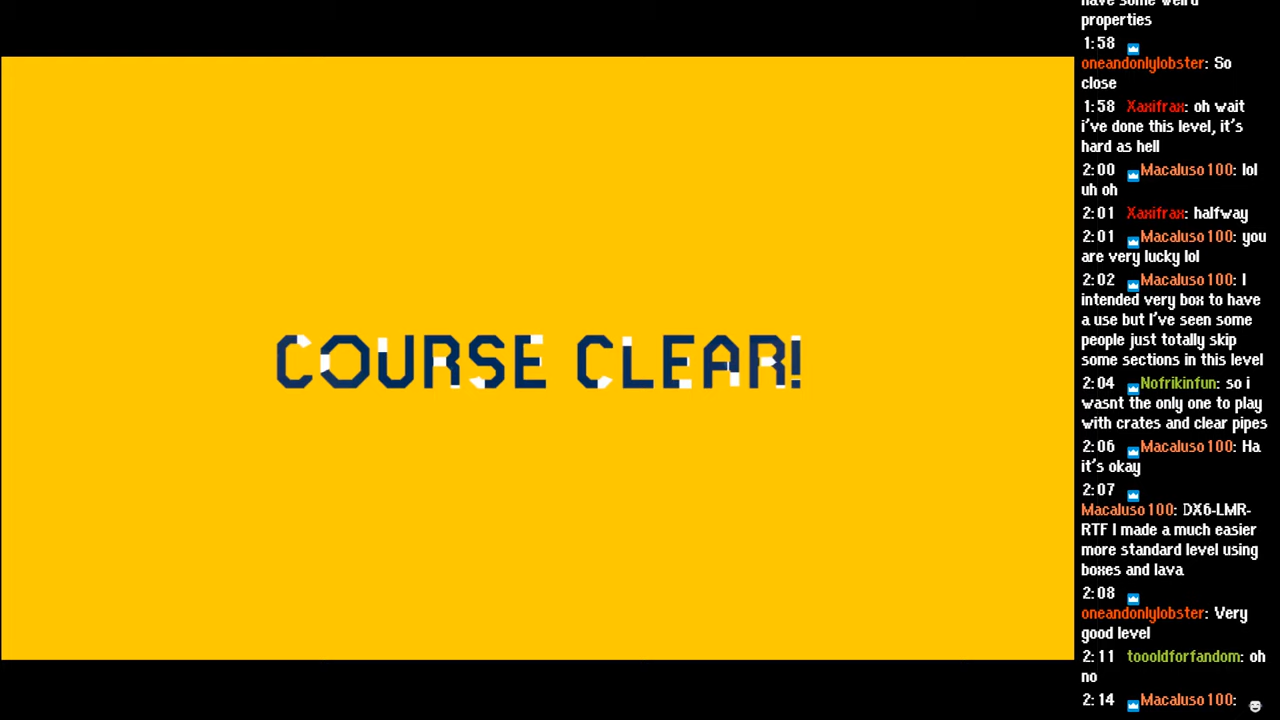 COURSE CLEAR!
have some weird
properties
1:58
oneandonlylobster: So
close
1:58 Xaxifrax: oh wait
i've done this level, it's
hard as hell
2:00 Macaluso100: lol
uh oh
2:01 Xaxifrax: halfway
2:01 Macaluso100: you
are very lucky lol
2:02 Macaluso100: I
intended very box to have
a use but I've seen some
people just totally skip
some sections in this level
2:04 Nofrikinfun: so i
wasnt the only one to play
with crates and clear pipes
2:06 Macaluso100: Ha
it's okay
2:07
Macaluso100: DX6-LMR-
RTF I made a much easier
more standard level using
boxes and lava
2:08
oneandonlylobster: Very
good level
2:11 toooldforfandom: oh
no
2:14 Macaluso100: